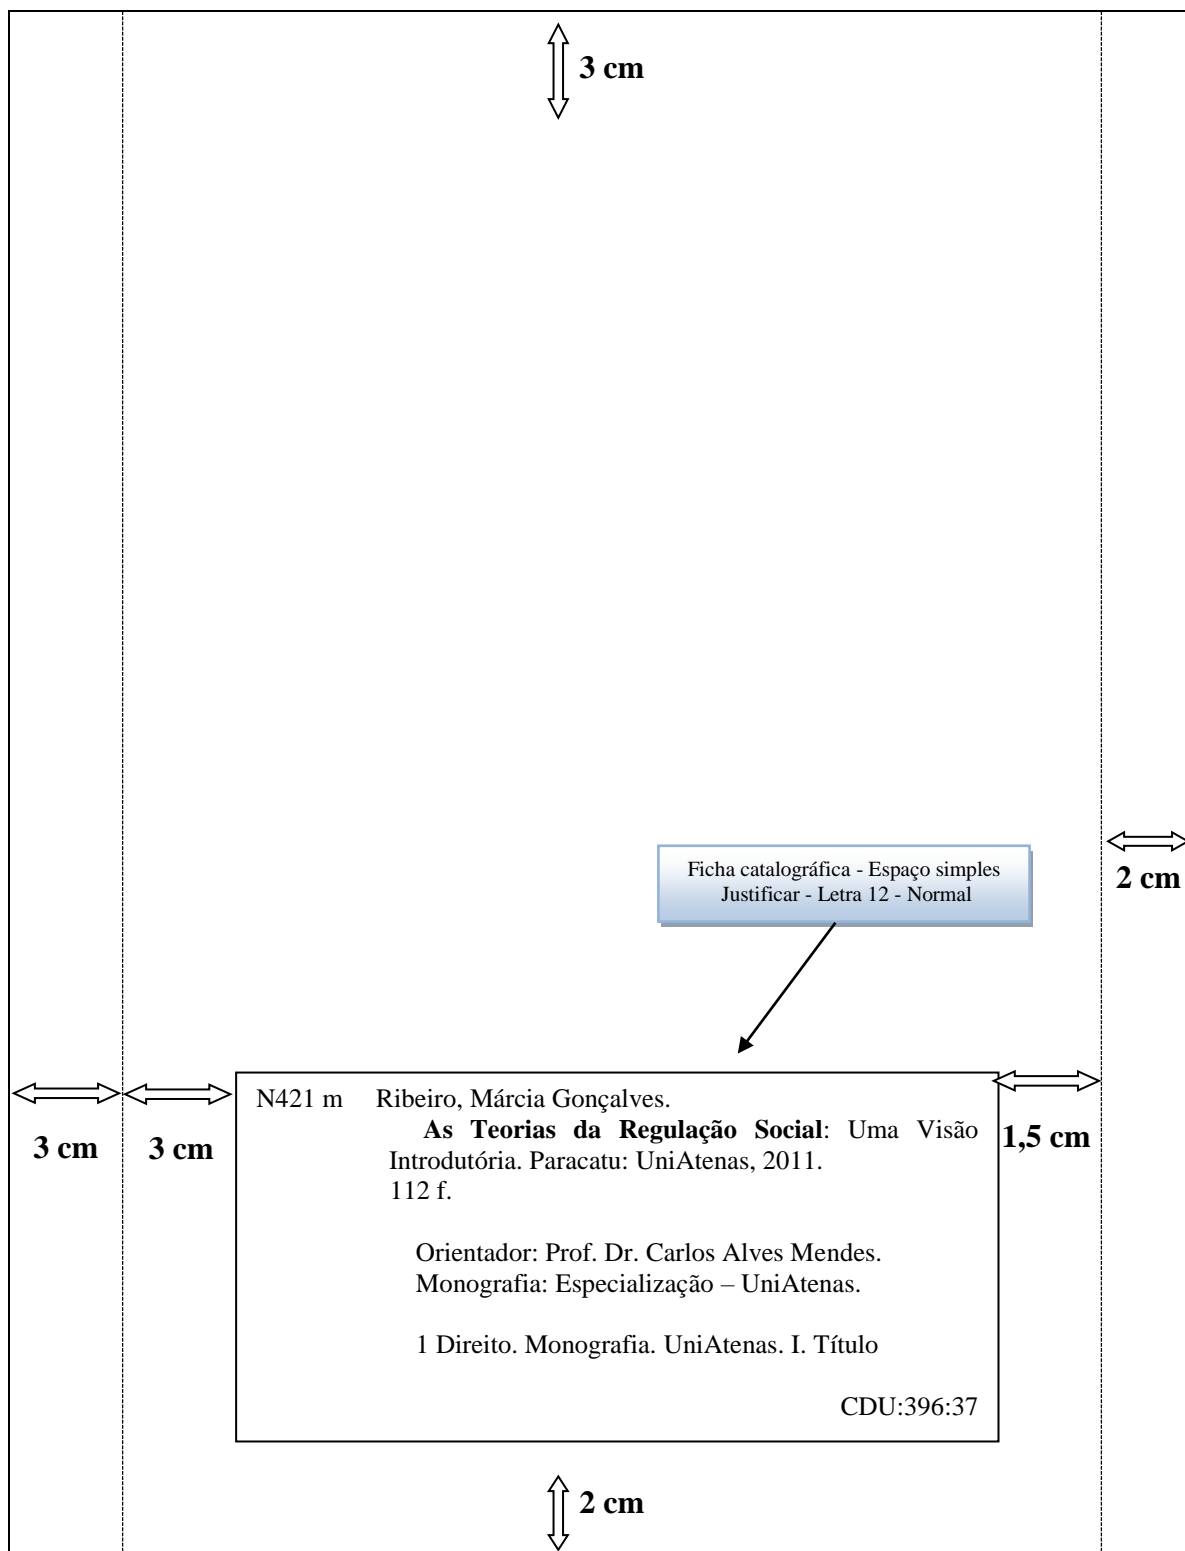 3 cm
Ficha catalográfica - Espaço simples
Justificar - Letra 12 - Normal
2 cm
3 cm
3 cm
N421 m Ribeiro, Márcia Gonçalves.
As Teorias da Regulação Social: Uma Visão
Introdutória. Paracatu: UniAtenas, 2011.
112 f.
Orientador: Prof. Dr. Carlos Alves Mendes.
Monografia: Especialização – UniAtenas.
1 Direito. Monografia. UniAtenas. I. Título
CDU:396:37
1,5 cm
2 cm